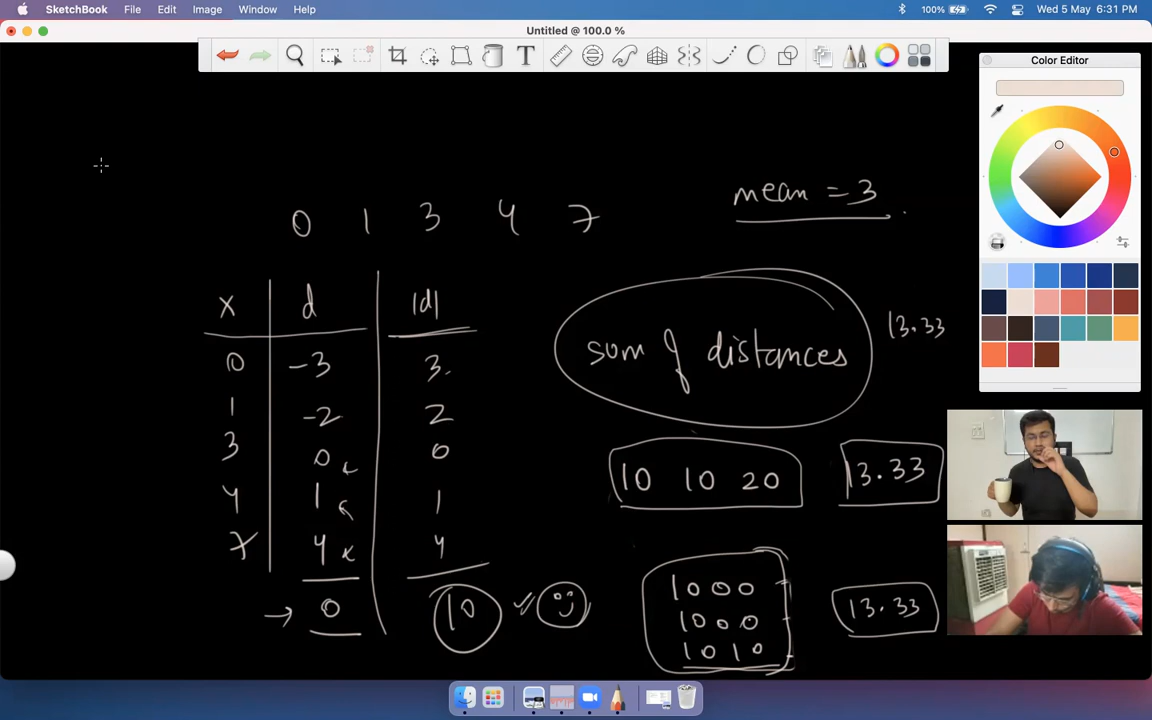 SketchBook File Edit Image Window Help 100% Wed 5 May 6:31 PM
Untitled @ 100.0 %
Color Editor
mean = 3
0 1 3 4 7
x d |d|
0 -3 3
1 -2 2
3 0 0
4 1 1
7 4 4
→ 0 10
sum of distances 13.33
10 10 20 13.33
1000
1000
1010
13.33